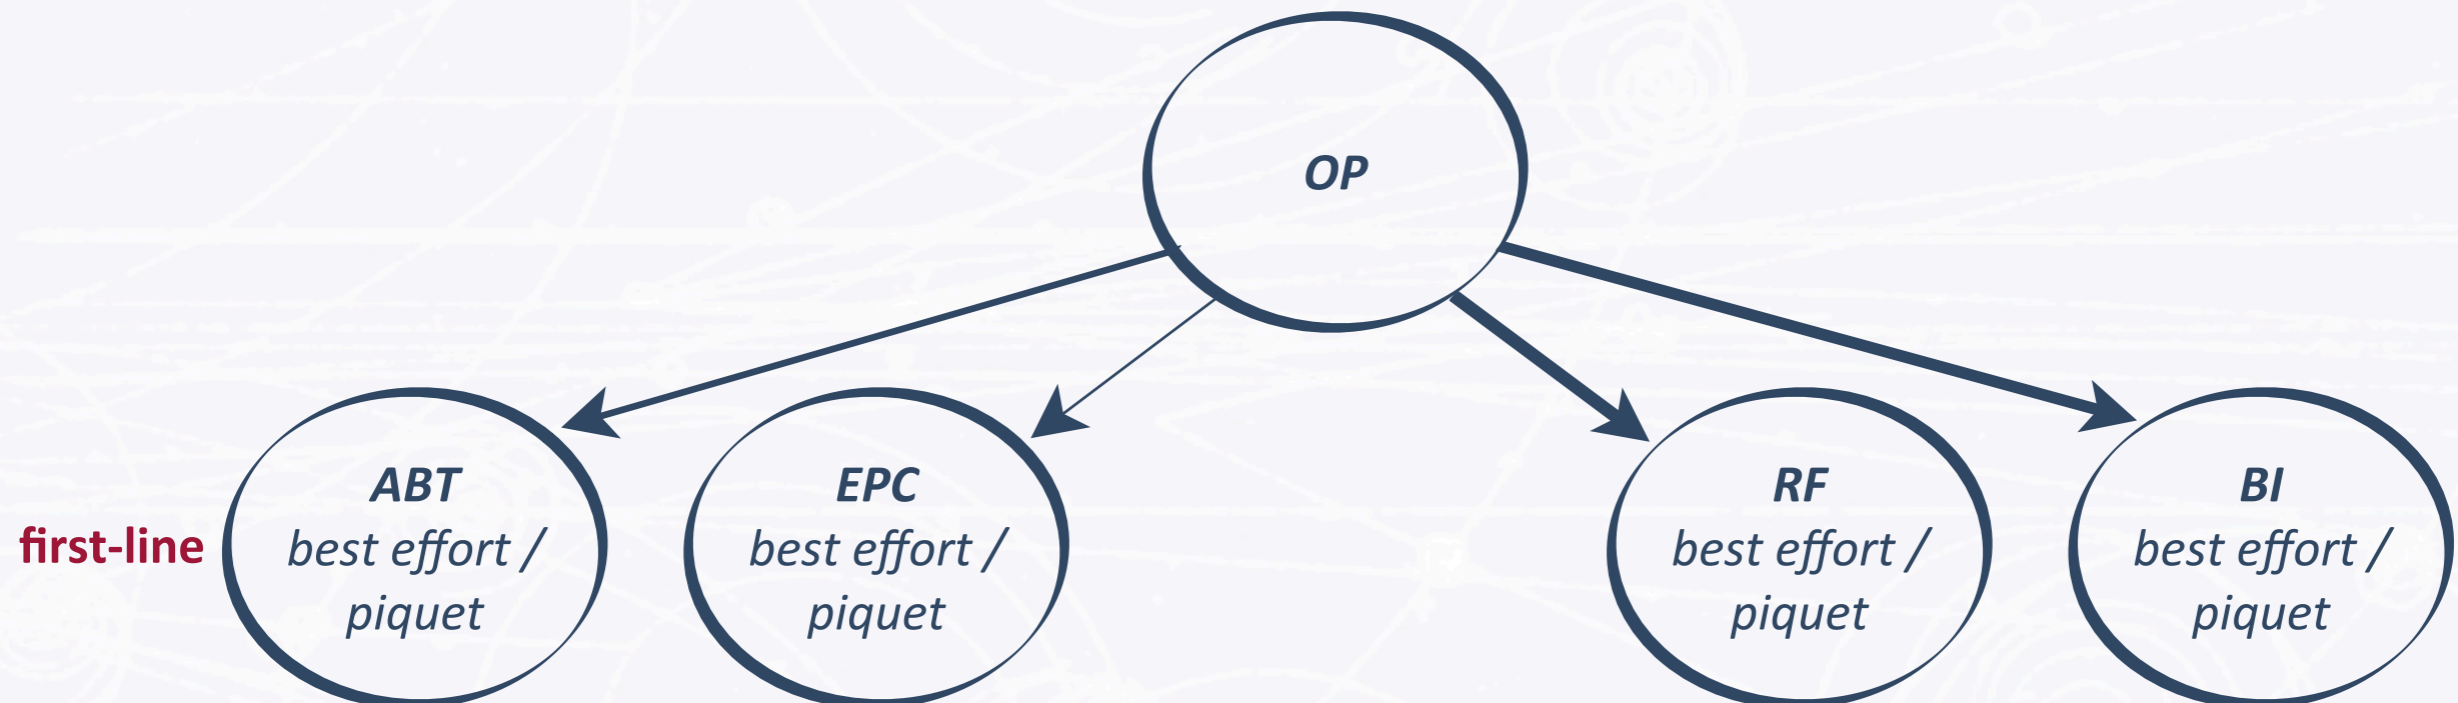 OP
first-line
ABT
best effort /
piquet
EPC
best effort /
piquet
RF
best effort /
piquet
BI
best effort /
piquet